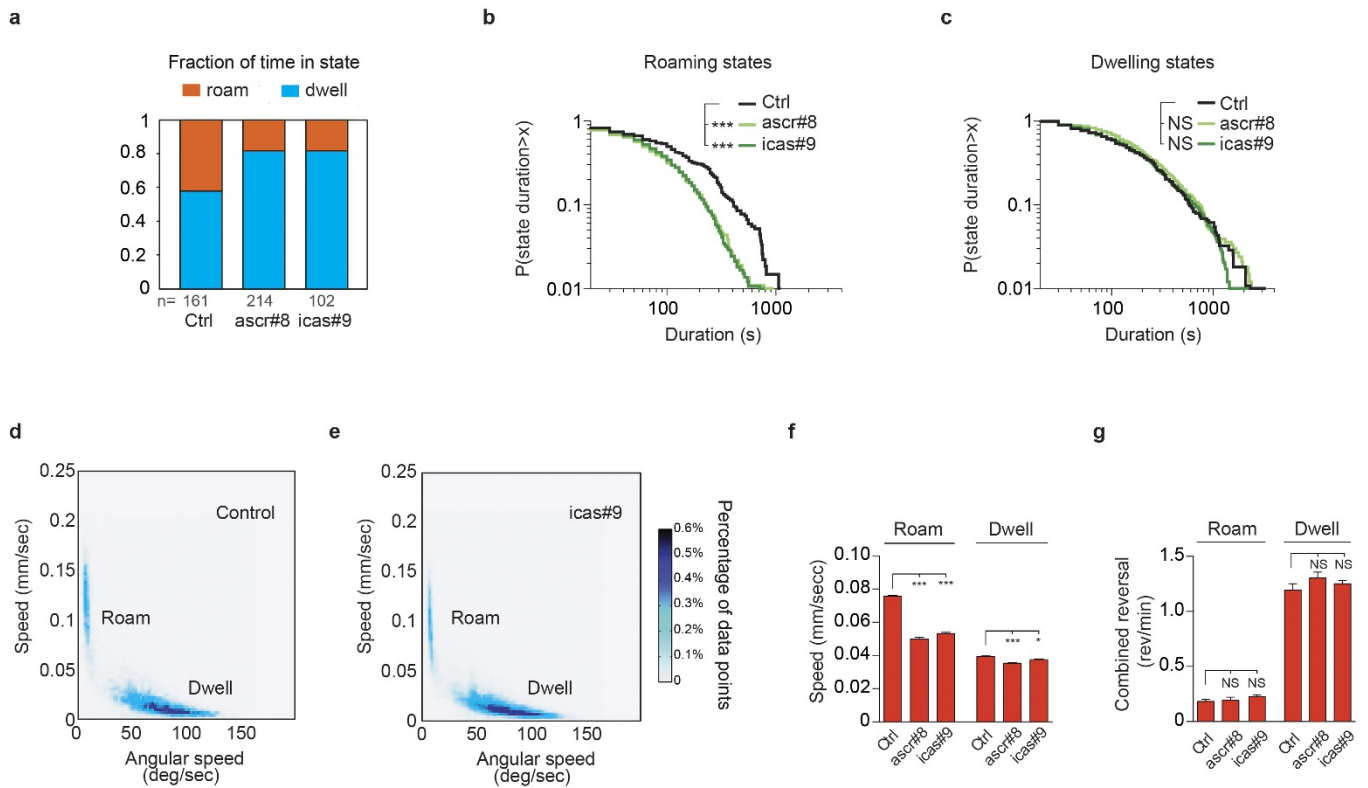 a
Fraction of time in state
roam dwell
1
0.8
0.6
0.4
0.2
0
n= 161 214 102
Ctrl ascr#8 icas#9
b
Roaming states
Ctrl
*** ascr#8
*** icas#9
P(state duration>x)
1
0.1
0.01
100 1000
Duration (s)
c
Dwelling states
Ctrl
NS ascr#8
NS icas#9
P(state duration>x)
1
0.1
0.01
100 1000
Duration (s)
d
Speed (mm/sec)
0.25
0.2
0.15
0.1
0.05
0
Control
Roam
Dwell
0 50 100 150
Angular speed
(deg/sec)
e
Speed (mm/sec)
0.25
0.2
0.15
0.1
0.05
0
icas#9
Roam
Dwell
0 50 100 150
Angular speed
(deg/sec)
0.6%
0.5%
0.4%
0.3%
0.2%
0.1%
0
Percentage of data points
f
Roam Dwell
Speed (mm/secc)
0.10
0.08
0.06
0.04
0.02
0.00
*** ***
*** *
Ctrl ascr#8 icas#9 Ctrl ascr#8 icas#9
g
Roam Dwell
Combined reversal
(rev/min)
1.5
1.0
0.5
0.0
NS NS
NS NS
Ctrl ascr#8 icas#9 Ctrl ascr#8 icas#9